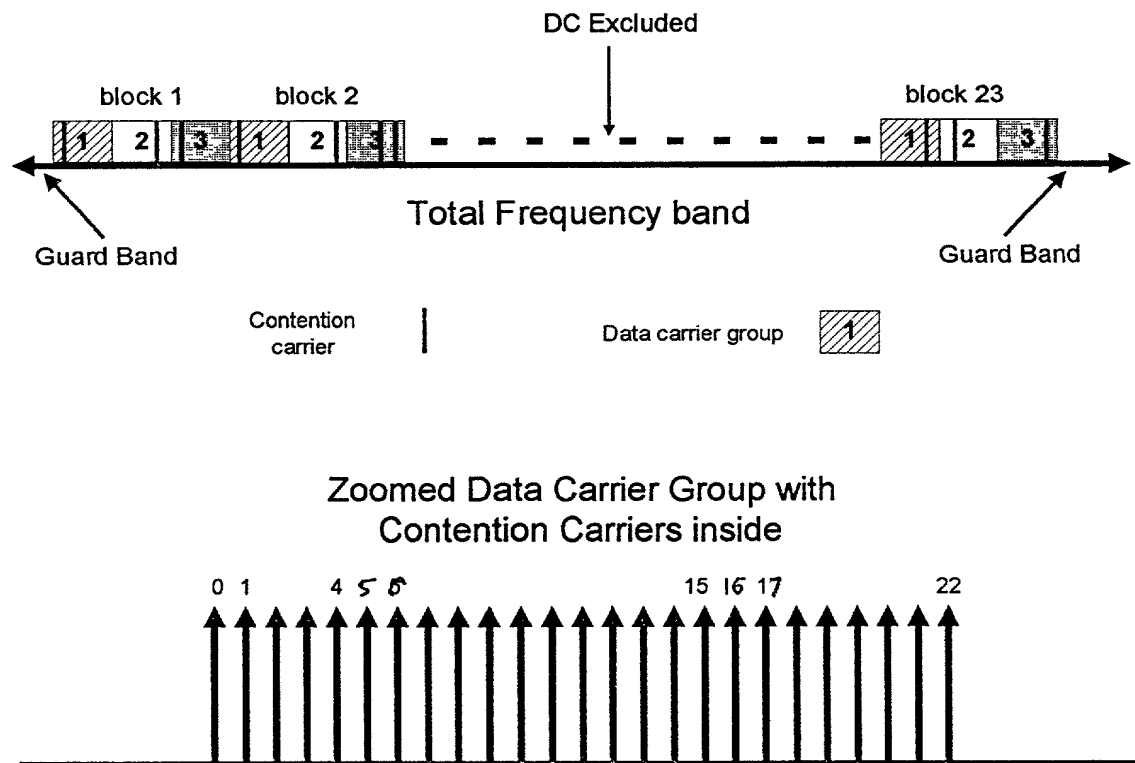 DC Excluded
block 1 block 2 block 23
1 2 3 1 2 3 1 2 3
Total Frequency band
Guard Band Guard Band
Contention
carrier
Data carrier group 1
Zoomed Data Carrier Group with
Contention Carriers inside
0 1 4 5 6 15 16 17 22